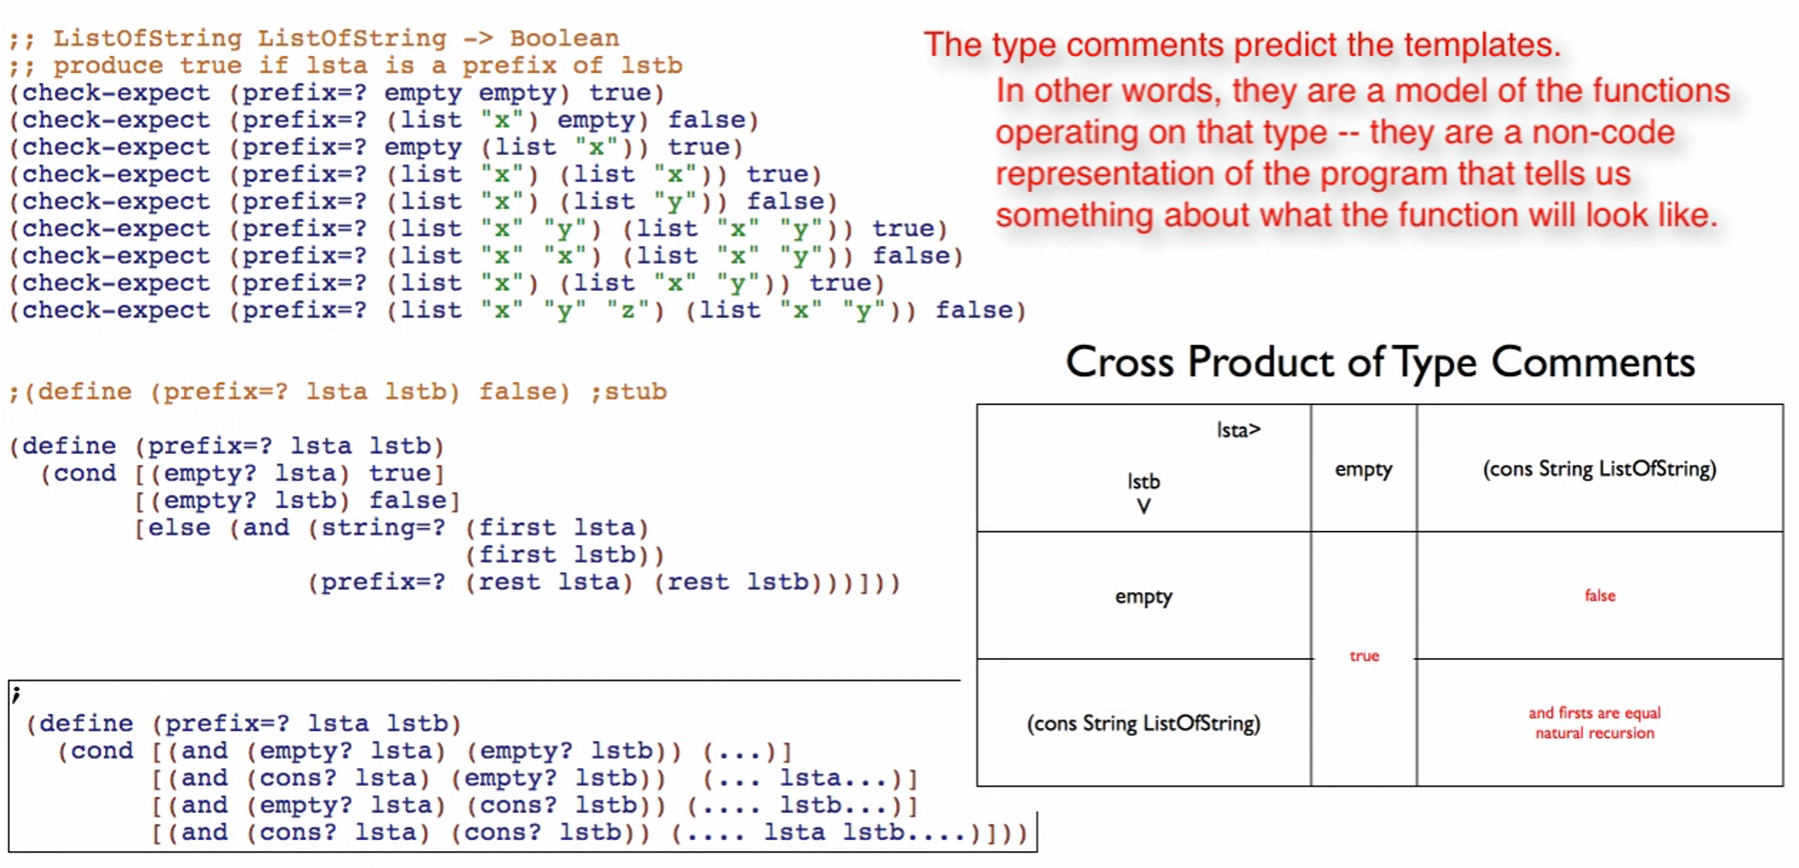 ;; ListOfString ListOfString -> Boolean
;; produce true if lsta is a prefix of lstb
(check-expect (prefix=? empty empty) true)
(check-expect (prefix=? (list "x") empty) false)
(check-expect (prefix=? empty (list "x")) true)
(check-expect (prefix=? (list "x") (list "x")) true)
(check-expect (prefix=? (list "x") (list "y")) false)
(check-expect (prefix=? (list "x" "y") (list "x" "y")) true)
(check-expect (prefix=? (list "x" "x") (list "x" "y")) false)
(check-expect (prefix=? (list "x") (list "x" "y")) true)
(check-expect (prefix=? (list "x" "y" "z") (list "x" "y")) false)
;(define (prefix=? lsta lstb) false) ;stub
(define (prefix=? lsta lstb)
(cond [(empty? lsta) true]
[(empty? lstb) false]
[else (and (string=? (first lsta)
(first lstb))
(prefix=? (rest lsta) (rest lstb)))]))
;
(define (prefix=? lsta lstb)
(cond [(and (empty? lsta) (empty? lstb)) (...)]
[(and (cons? lsta) (empty? lstb)) (... lsta...)]
[(and (empty? lsta) (cons? lstb)) (.... lstb...)]
[(and (cons? lsta) (cons? lstb)) (.... lsta lstb....)]))
The type comments predict the templates.
In other words, they are a model of the functions
operating on that type -- they are a non-code
representation of the program that tells us
something about what the function will look like.
Cross Product of Type Comments
lsta>
lstb
V
empty
(cons String ListOfString)
empty
false
true
(cons String ListOfString)
and firsts are equal
natural recursion